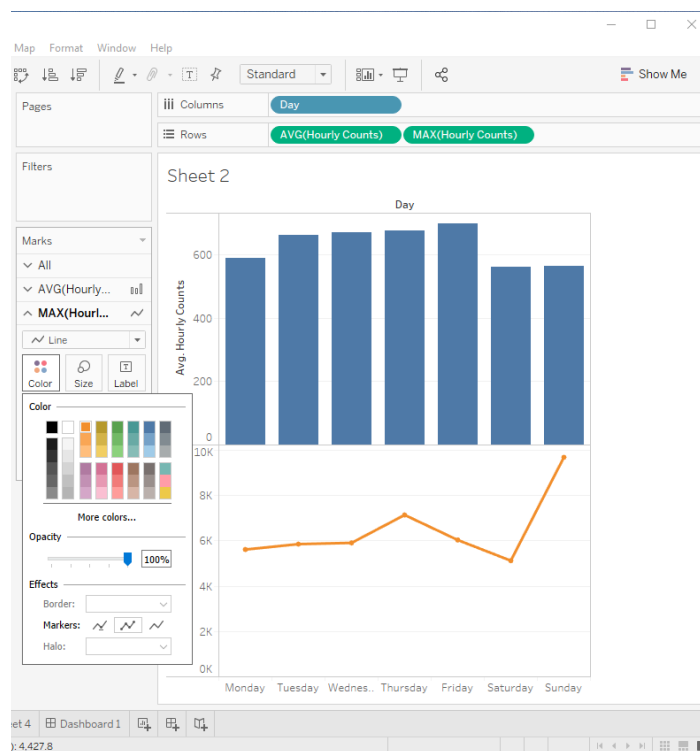 Map Format Window Help
Standard
Show Me
Pages
Columns
Day
Rows
AVG(Hourly Counts)
MAX(Hourly Counts)
Filters
Sheet 2
Marks
All
AVG(Hourly...
MAX(Hourl...
Line
Color
Size
T
Label
Color
More colors...
Opacity
100%
Effects
Border:
Markers:
Halo:
Day
Avg. Hourly Counts
600
400
200
0
10K
8K
6K
4K
2K
0K
Monday Tuesday Wednes.. Thursday Friday Saturday Sunday
eet 4
Dashboard 1
): 4,427.8